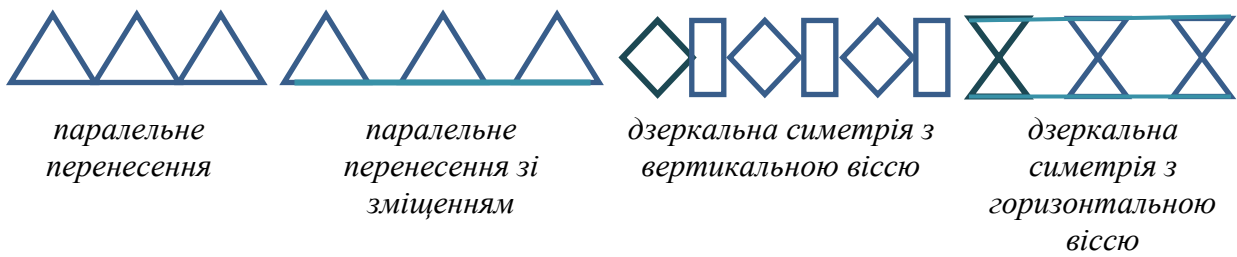 паралельне
перенесення
паралельне
перенесення зі
зміщенням
дзеркальна симетрія з
вертикальною віссю
дзеркальна
симетрія з
горизонтальною
віссю